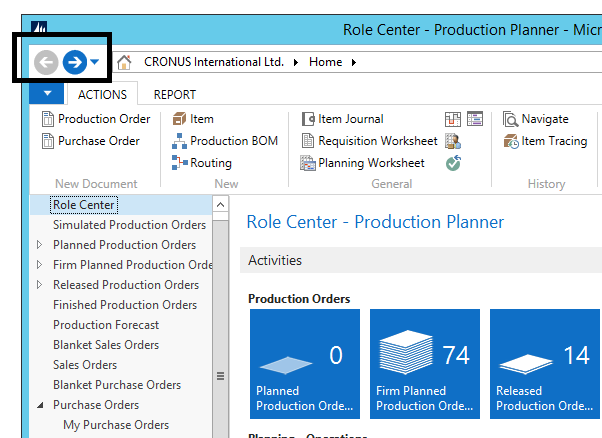 Role Center - Production Planner - Mic
CRONUS International Ltd. Home
ACTIONS REPORT
Production Order Item Item Journal Navigate
Purchase Order Production BOM Requisition Worksheet Item Tracing
Routing Planning Worksheet
New Document New General History
Role Center
Simulated Production Orders
Planned Production Orders
Firm Planned Production Orde
Released Production Orders
Finished Production Orders
Production Forecast
Blanket Sales Orders
Sales Orders
Blanket Purchase Orders
Purchase Orders
My Purchase Orders
Role Center - Production Planner
Activities
Production Orders
0 74 14
Planned Firm Planned Released
Production Orde... Production Orde... Production Orde...
Planning - Operations